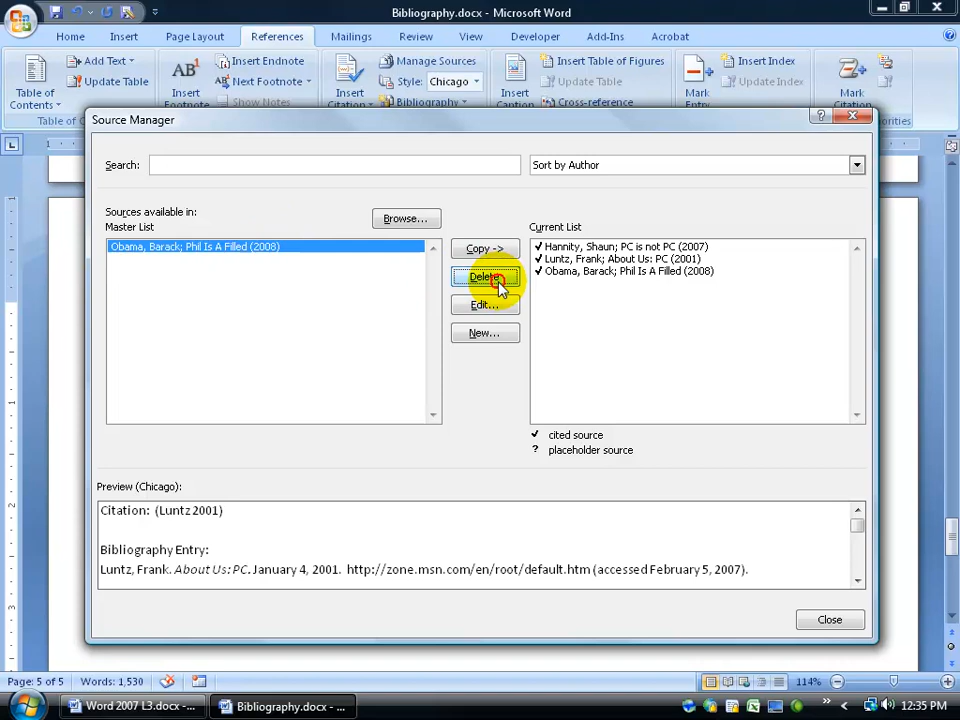 Bibliography.docx - Microsoft Word
Home Insert Page Layout References Mailings Review View Developer Add-Ins Acrobat
Table of Contents
Add Text
Update Table
AB1
Insert Footnote
Insert Endnote
Next Footnote
Show Notes
Insert Citation
Manage Sources
Style: Chicago
Bibliography
Insert Caption
Insert Table of Figures
Update Table
Cross-reference
Mark Entry
Insert Index
Update Index
Mark Citation
Table of C
orities
Source Manager
Search:
Sort by Author
Sources available in:
Master List
Browse...
Current List
Obama, Barack; Phil Is A Filled (2008)
Copy ->
Delete
Edit...
New...
Hannity, Shaun; PC is not PC (2007)
Luntz, Frank; About Us: PC (2001)
Obama, Barack; Phil Is A Filled (2008)
cited source
? placeholder source
Preview (Chicago):
Citation: (Luntz 2001)
Bibliography Entry:
Luntz, Frank. About Us: PC. January 4, 2001. http://zone.msn.com/en/root/default.htm (accessed February 5, 2007).
Close
Page: 5 of 5 Words: 1,530 114%
Word 2007 L3.docx -... Bibliography.docx - ... 12:35 PM